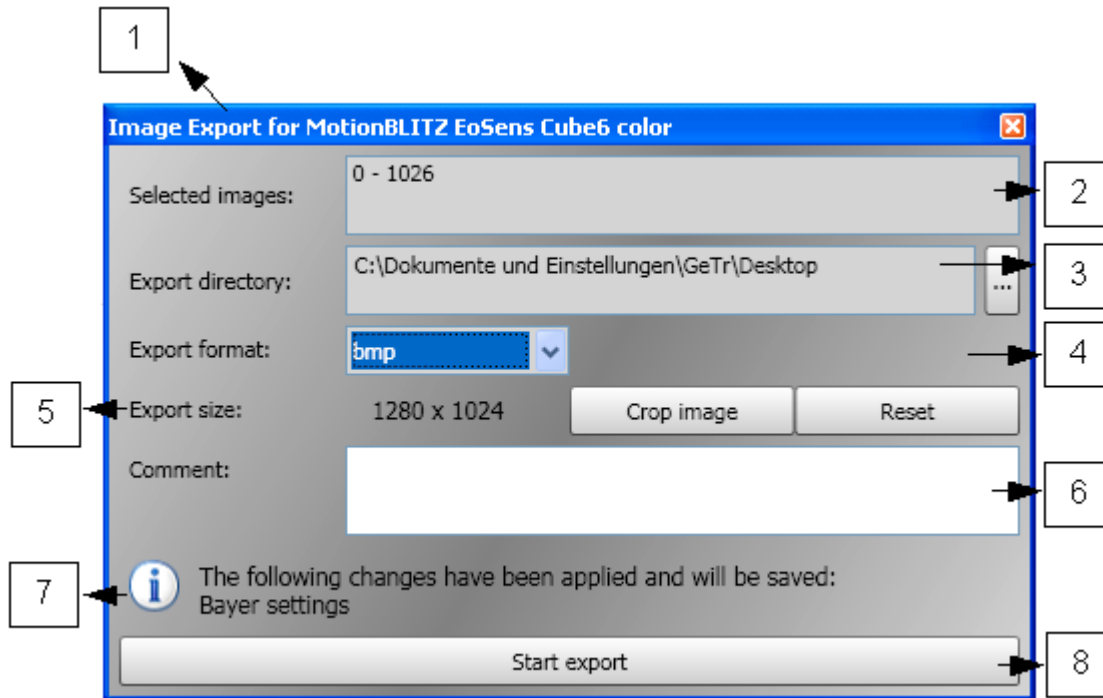 1
Image Export for MotionBLITZ EoSens Cube6 color
Selected images:
0 - 1026
2
Export directory:
C:\Dokumente und Einstellungen\GeTr\Desktop
...
3
Export format:
bmp
4
5
Export size:
1280 x 1024
Crop image
Reset
Comment:
6
7
The following changes have been applied and will be saved:
Bayer settings
Start export
8